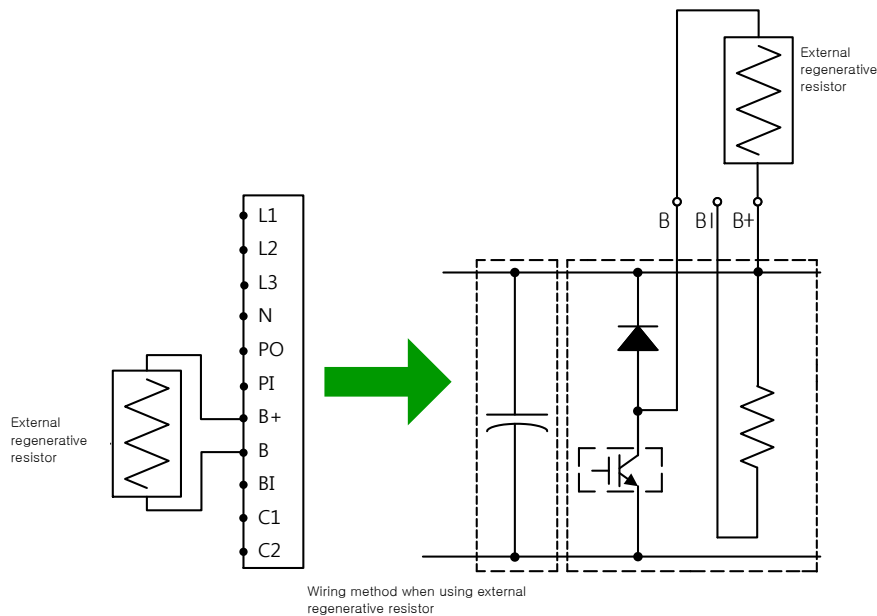 External
regenerative
resistor
B
BI
B+
L1
L2
L3
N
PO
PI
B+
B
BI
C1
C2
External
regenerative
resistor
Wiring method when using external
regenerative resistor